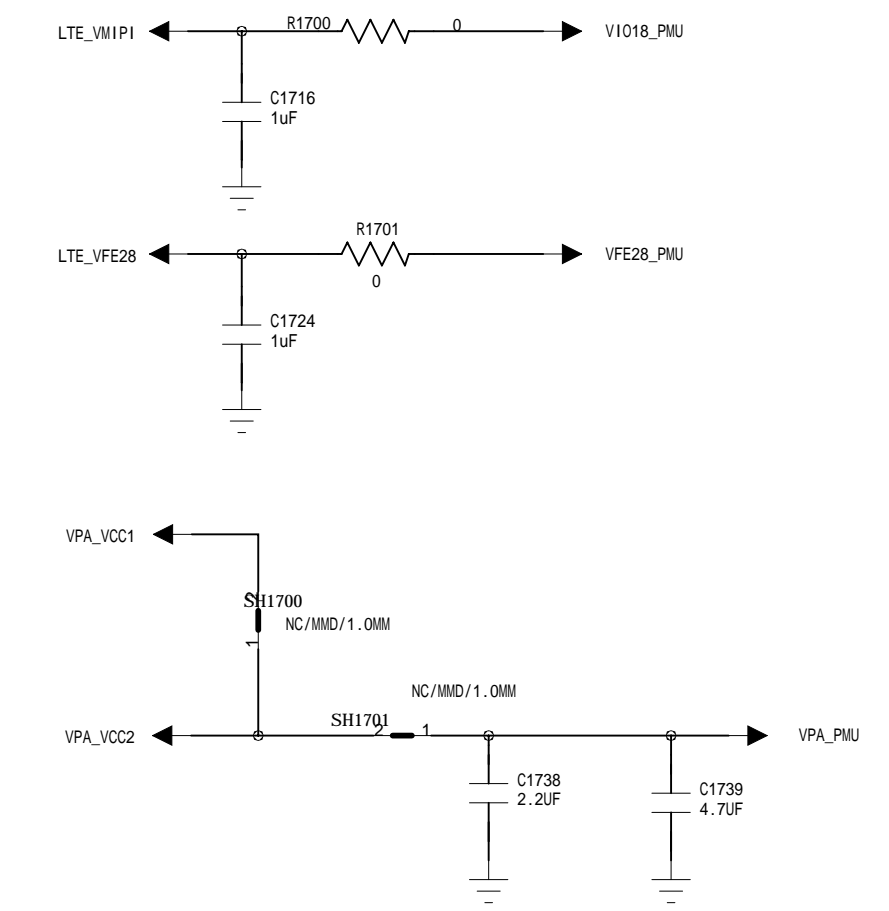 LTE_VMIPI
R1700
0
VIO18_PMU
C1716
1uF
R1701
LTE_VFE28
VFE28_PMU
0
C1724
1uF
VPA_VCC1
2
SH1700
NC/MMD/1.0MM
1
NC/MMD/1.0MM
SH1701
2
1
VPA_VCC2
VPA_PMU
C1738
2.2UF
C1739
4.7UF